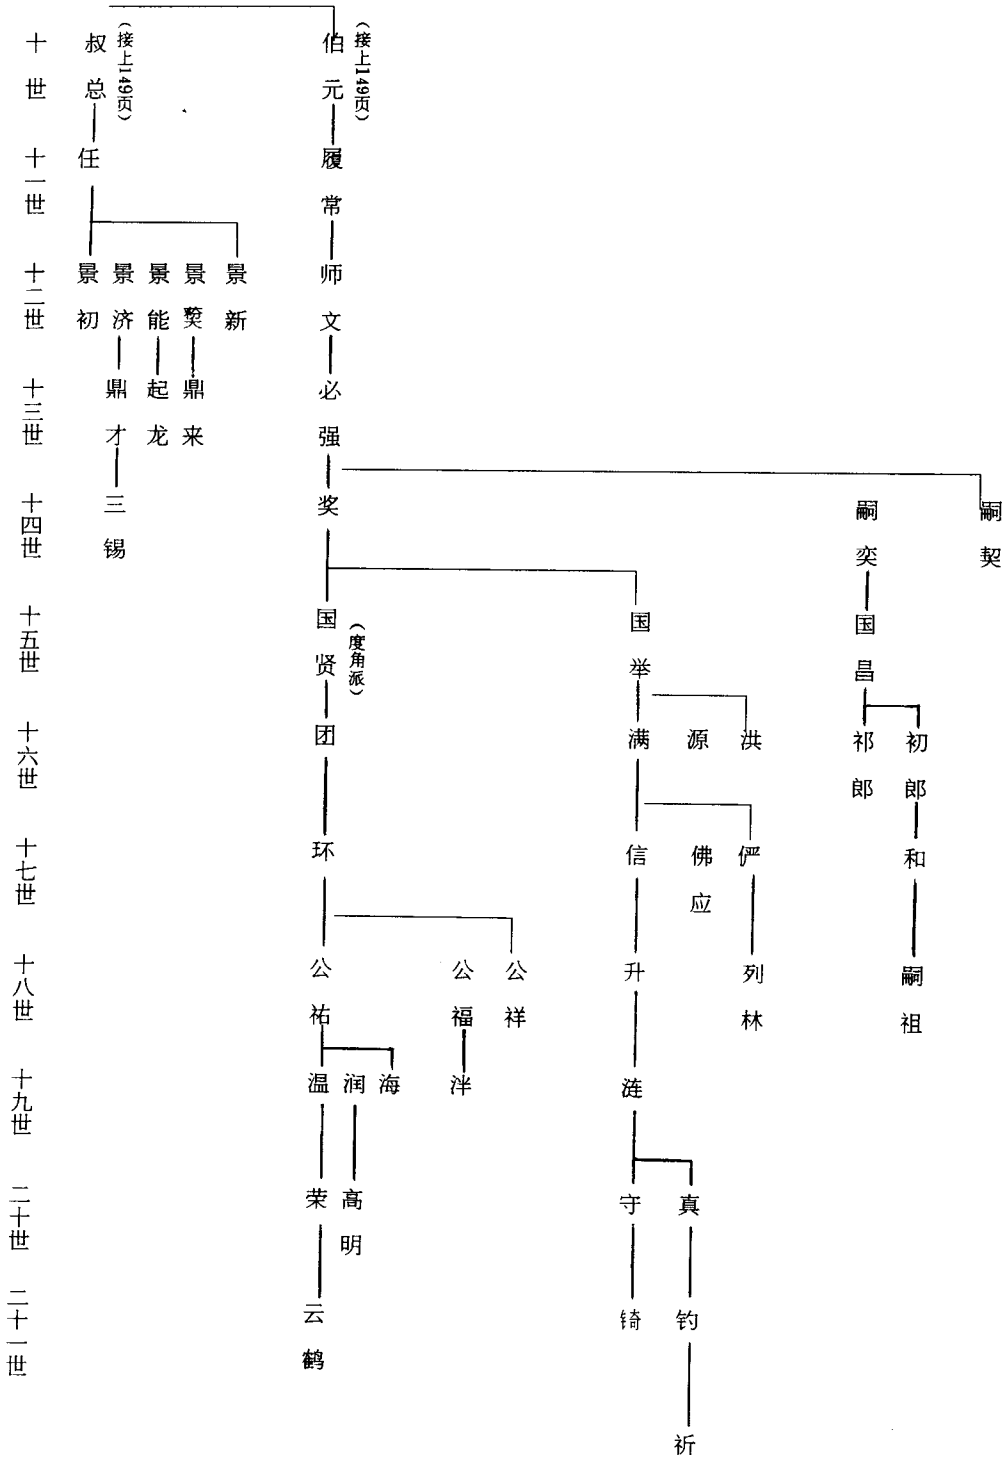 十世
叔总
(接上149页)
伯元
(接上149页)
十一世
任
履常
十二世
景初
景济
景能
景新
师文
十三世
鼎才
起龙
鼎来
必强
十四世
三锡
奖
嗣奕
嗣契
十五世
国贤
(度角派)
国举
国昌
十六世
团
满
源
洪
祁郎
初郎
十七世
环
信
佛应
俨
和
十八世
公祐
公福
公祥
升
列林
嗣祖
十九世
温
润
海
泮
涟
二十世
荣
高明
守
真
二十一世
云鹤
锜
钓
祈